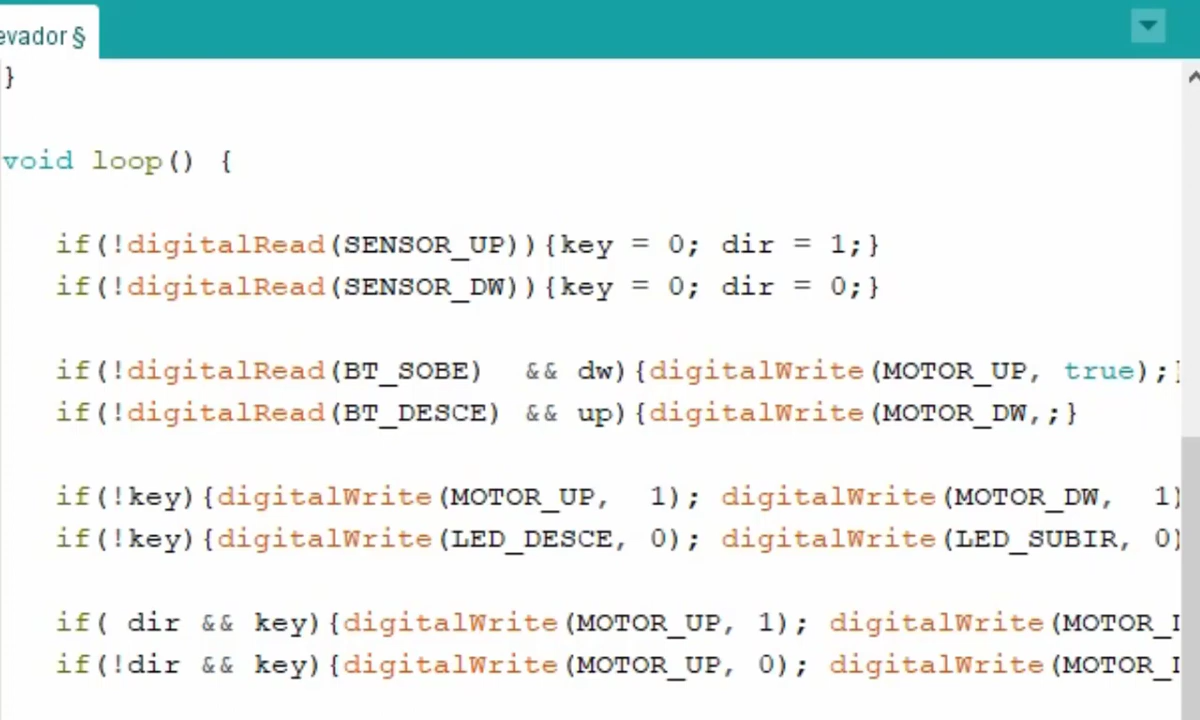 evador §
}
void loop() {
if(!digitalRead(SENSOR_UP)){key = 0; dir = 1;}
if(!digitalRead(SENSOR_DW)){key = 0; dir = 0;}
if(!digitalRead(BT_SOBE)  && dw){digitalWrite(MOTOR_UP, true);}
if(!digitalRead(BT_DESCE) && up){digitalWrite(MOTOR_DW,;}
if(!key){digitalWrite(MOTOR_UP,  1); digitalWrite(MOTOR_DW,  1)
if(!key){digitalWrite(LED_DESCE, 0); digitalWrite(LED_SUBIR, 0)
if( dir && key){digitalWrite(MOTOR_UP, 1); digitalWrite(MOTOR_
if(!dir && key){digitalWrite(MOTOR_UP, 0); digitalWrite(MOTOR_